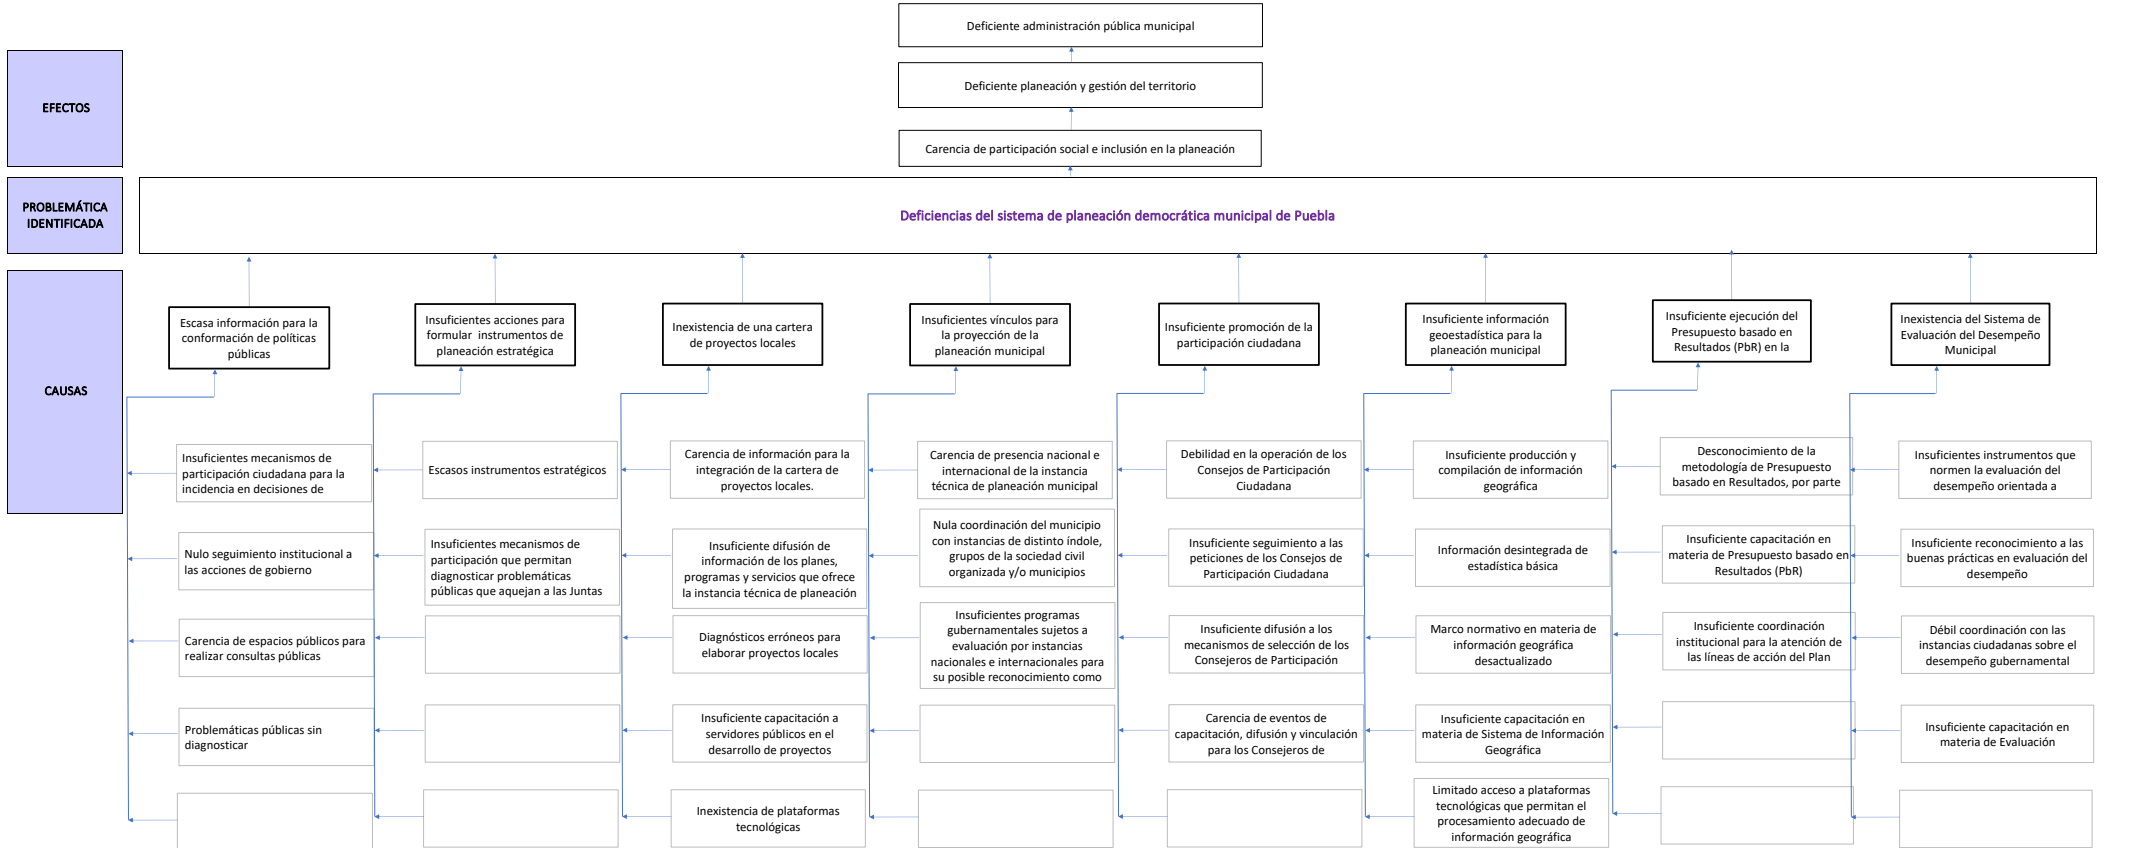 Deficiente administración pública municipal
EFECTOS
Deficiente planeación y gestión del territorio
Carencia de participación social e inclusión en la planeación
PROBLEMÁTICA
IDENTIFICADA
Deficiencias del sistema de planeación democrática municipal de Puebla
CAUSAS
Escasa información para la
conformación de políticas
públicas
Insuficientes acciones para
formular instrumentos de
planeación estratégica
Inexistencia de una cartera
de proyectos locales
Insuficientes vínculos para
la proyección de la
planeación municipal
Insuficiente promoción de la
participación ciudadana
Insuficiente información
geoestadística para la
planeación municipal
Insuficiente ejecución del
Presupuesto basado en
Resultados (PbR) en la
Inexistencia del Sistema de
Evaluación del Desempeño
Municipal
Insuficientes mecanismos de
participación ciudadana para la
incidencia en decisiones de
Escasos instrumentos estratégicos
Carencia de información para la
integración de la cartera de
proyectos locales.
Carencia de presencia nacional e
internacional de la instancia
técnica de planeación municipal
Debilidad en la operación de los
Consejos de Participación
Ciudadana
Insuficiente producción y
compilación de información
geográfica
Desconocimiento de la
metodología de Presupuesto
basado en Resultados, por parte
Insuficientes instrumentos que
normen la evaluación del
desempeño orientada a
Nulo seguimiento institucional a
las acciones de gobierno
Insuficientes mecanismos de
participación que permitan
diagnosticar problemáticas
públicas que aquejan a las Juntas
Insuficiente difusión de
información de los planes,
programas y servicios que ofrece
la instancia técnica de planeación
Nula coordinación del municipio
con instancias de distinto índole,
grupos de la sociedad civil
organizada y/o municipios
Insuficiente seguimiento a las
peticiones de los Consejos de
Participación Ciudadana
Información desintegrada de
estadística básica
Insuficiente capacitación en
materia de Presupuesto basado en
Resultados (PbR)
Insuficiente reconocimiento a las
buenas prácticas en evaluación del
desempeño
Carencia de espacios públicos para
realizar consultas públicas
Diagnósticos erróneos para
elaborar proyectos locales
Insuficientes programas
gubernamentales sujetos a
evaluación por instancias
nacionales e internacionales para
su posible reconocimiento como
Insuficiente difusión a los
mecanismos de selección de los
Consejeros de Participación
Marco normativo en materia de
información geográfica
desactualizado
Insuficiente coordinación
institucional para la atención de
las líneas de acción del Plan
Débil coordinación con las
instancias ciudadanas sobre el
desempeño gubernamental
Problemáticas públicas sin
diagnosticar
Insuficiente capacitación a
servidores públicos en el
desarrollo de proyectos
Carencia de eventos de
capacitación, difusión y vinculación
para los Consejeros de
Insuficiente capacitación en
materia de Sistema de Información
Geográfica
Insuficiente capacitación en
materia de Evaluación
Inexistencia de plataformas
tecnológicas
Limitado acceso a plataformas
tecnológicas que permitan el
procesamiento adecuado de
información geográfica